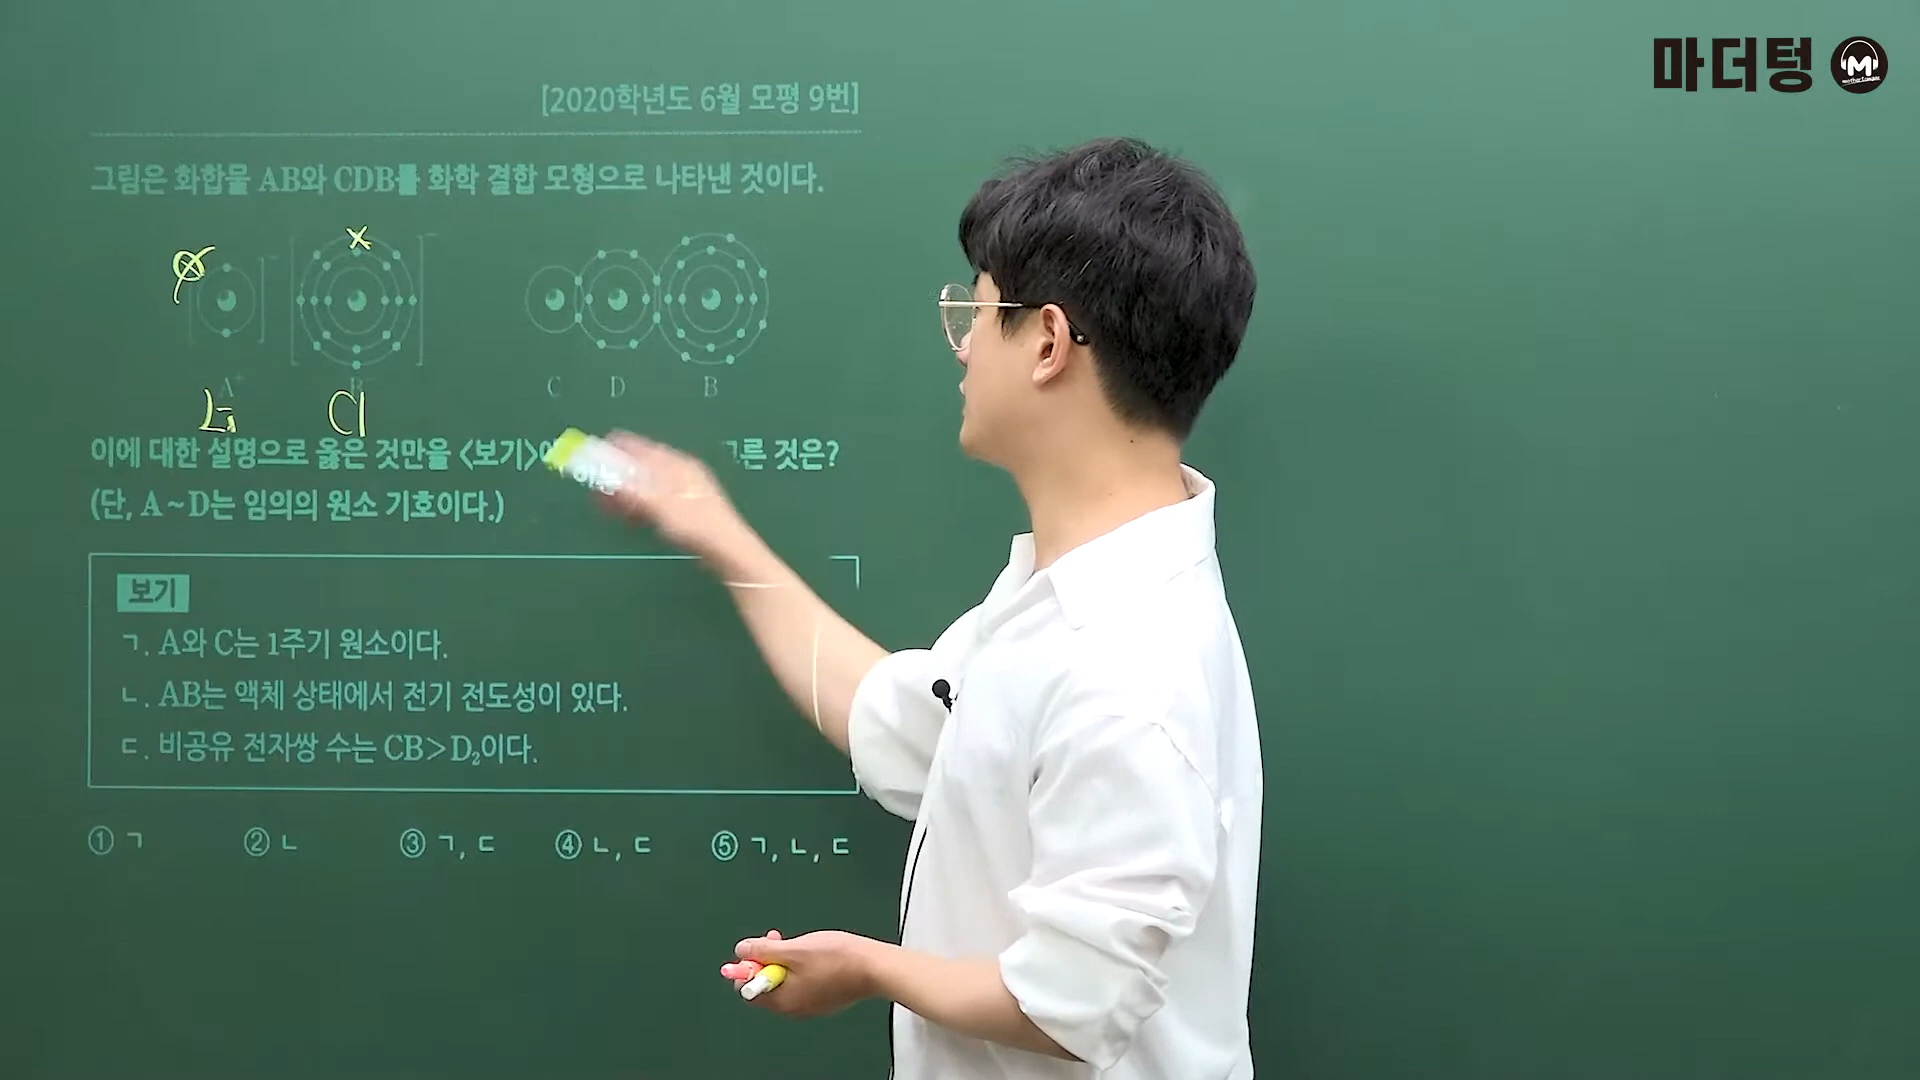 마더텅
[2020학년도 6월 모평 9번]
그림은 화합물 AB와 CDB를 화학 결합 모형으로 나타낸 것이다.
A⁺ B C D B
Li Cl
이에 대한 설명으로 옳은 것만을 <보기> 른 것은?
(단, A~D는 임의의 원소 기호이다.)
보기
ㄱ. A와 C는 1주기 원소이다.
ㄴ. AB는 액체 상태에서 전기 전도성이 있다.
ㄷ. 비공유 전자쌍 수는 CB>D₂이다.
① ㄱ ② ㄴ ③ ㄱ, ㄷ ④ ㄴ, ㄷ ⑤ ㄱ, ㄴ, ㄷ